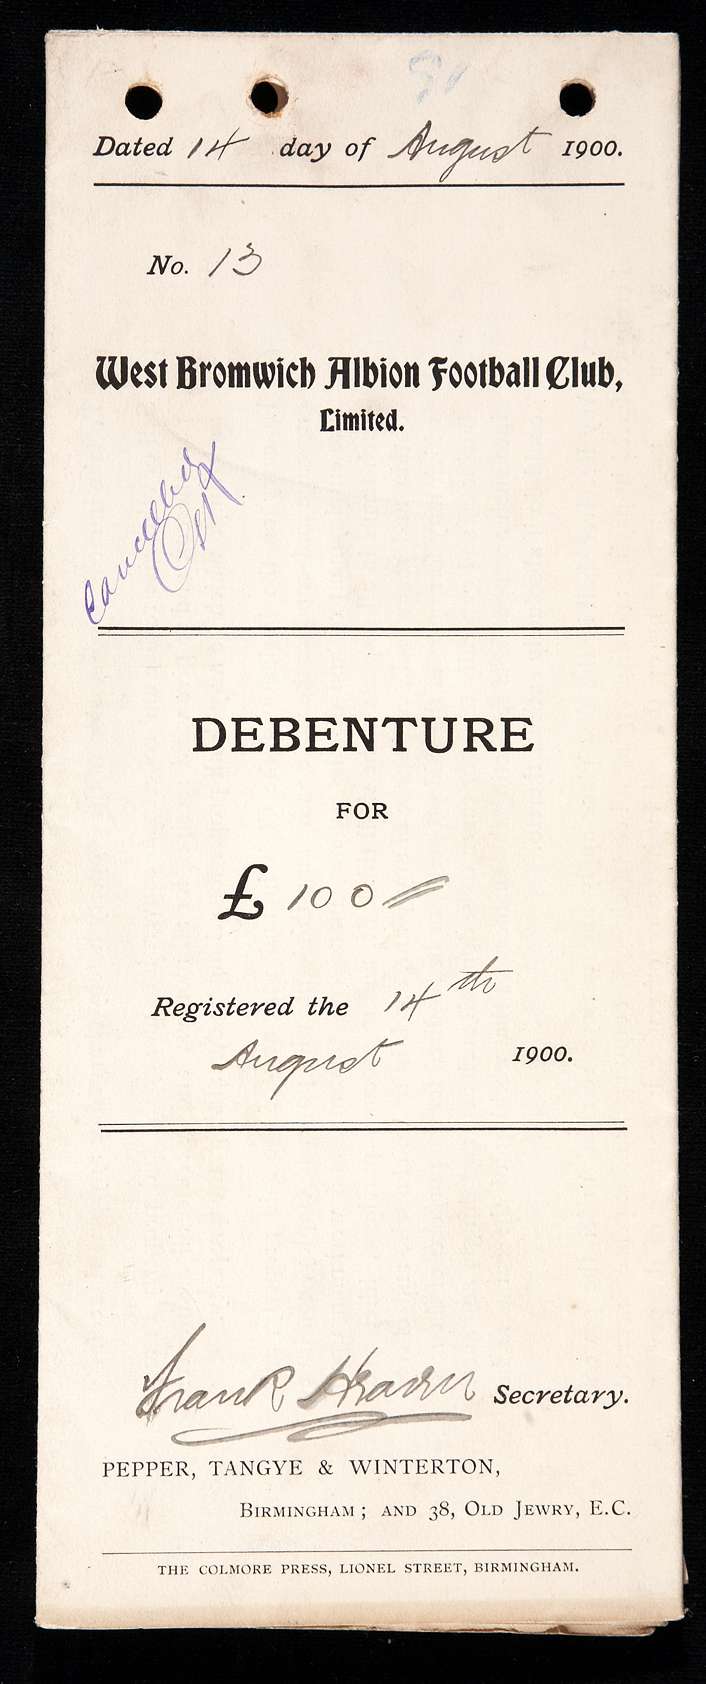 Dated 14 day of August 1900.
No. 13
West Bromwich Albion Football Club,
Limited.
Cancelled
DEBENTURE
FOR
£ 100
Registered the 14th
August 1900.
Frank Heaven Secretary.
PEPPER, TANGYE & WINTERTON,
BIRMINGHAM; AND 38, OLD JEWRY, E.C.
THE COLMORE PRESS, LIONEL STREET, BIRMINGHAM.